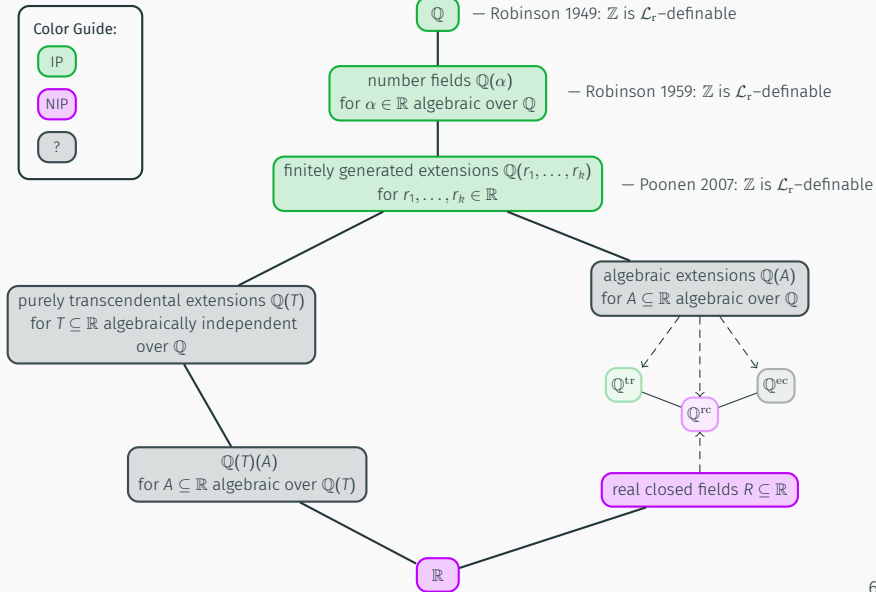 Color Guide:
IP
NIP
?
ℚ
— Robinson 1949: ℤ is ℒᵣ–definable
number fields ℚ(α)
for α ∈ ℝ algebraic over ℚ
— Robinson 1959: ℤ is ℒᵣ–definable
finitely generated extensions ℚ(r₁, . . . , rₖ)
for r₁, . . . , rₖ ∈ ℝ
— Poonen 2007: ℤ is ℒᵣ–definable
purely transcendental extensions ℚ(T)
for T ⊆ ℝ algebraically independent
over ℚ
algebraic extensions ℚ(A)
for A ⊆ ℝ algebraic over ℚ
ℚᵗʳ
ℚʳᶜ
ℚᵉᶜ
ℚ(T)(A)
for A ⊆ ℝ algebraic over ℚ(T)
real closed fields R ⊆ ℝ
ℝ
6